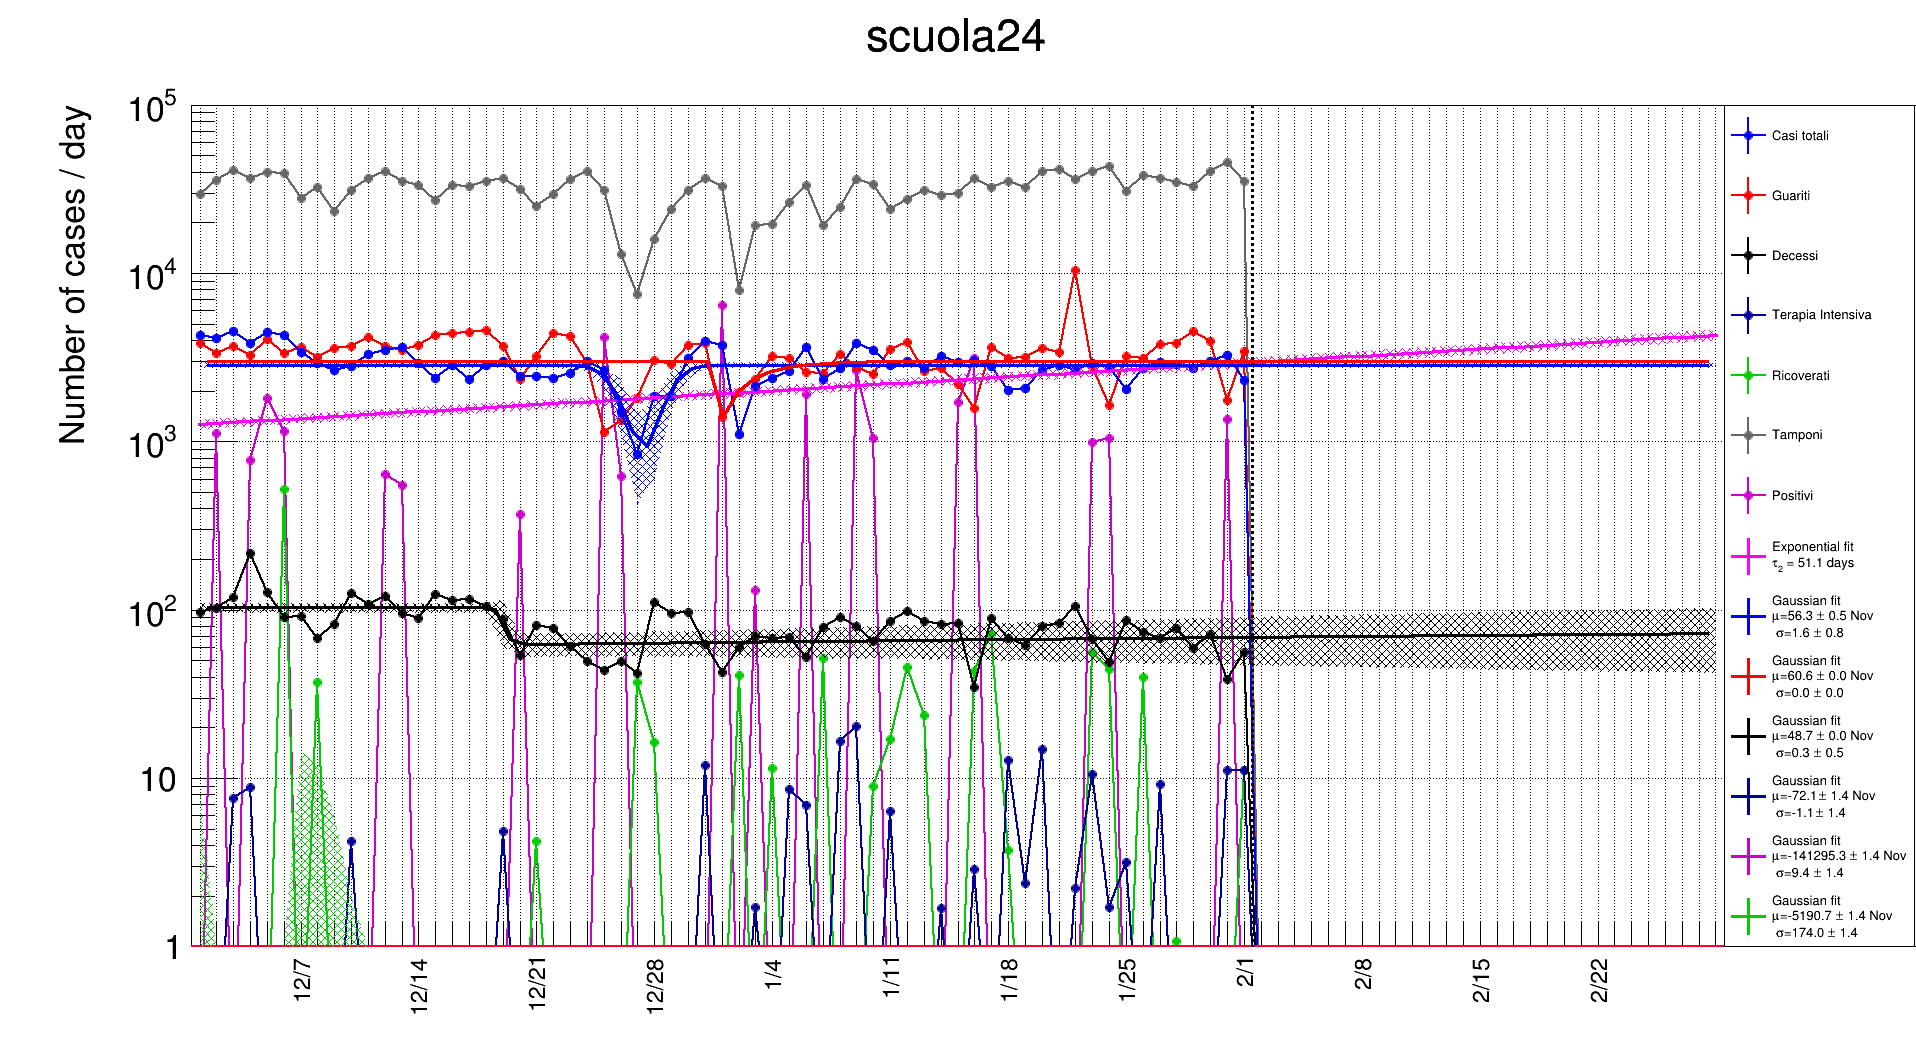 scuola24
Number of cases / day
10^5
10^4
10^3
10^2
10
1
12/7
12/14
12/21
12/28
1/4
1/11
1/18
1/25
2/1
2/8
2/15
2/22
Casi totali
Guariti
Decessi
Terapia Intensiva
Ricoverati
Tamponi
Positivi
Exponential fit
τ₂ = 51.1 days
Gaussian fit
μ=56.3 ± 0.5 Nov
σ=1.6 ± 0.8
Gaussian fit
μ=60.6 ± 0.0 Nov
σ=0.0 ± 0.0
Gaussian fit
μ=48.7 ± 0.0 Nov
σ=0.3 ± 0.5
Gaussian fit
μ=-72.1 ± 1.4 Nov
σ=-1.1 ± 1.4
Gaussian fit
μ=-141295.3 ± 1.4 Nov
σ=9.4 ± 1.4
Gaussian fit
μ=-5190.7 ± 1.4 Nov
σ=174.0 ± 1.4